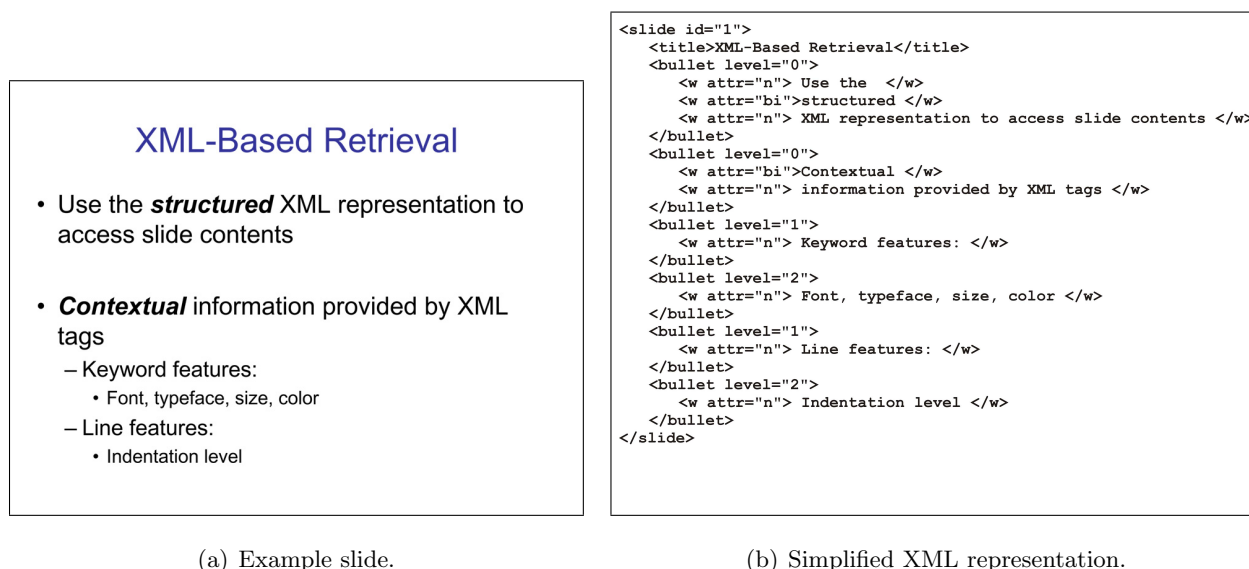 XML-Based Retrieval
• Use the structured XML representation to
access slide contents
• Contextual information provided by XML
tags
– Keyword features:
• Font, typeface, size, color
– Line features:
• Indentation level
(a) Example slide.
<slide id="1">
<title>XML-Based Retrieval</title>
<bullet level="0">
<w attr="n"> Use the  </w>
<w attr="bi">structured </w>
<w attr="n"> XML representation to access slide contents </w>
</bullet>
<bullet level="0">
<w attr="bi">Contextual </w>
<w attr="n"> information provided by XML tags </w>
</bullet>
<bullet level="1">
<w attr="n"> Keyword features: </w>
</bullet>
<bullet level="2">
<w attr="n"> Font, typeface, size, color </w>
</bullet>
<bullet level="1">
<w attr="n"> Line features: </w>
</bullet>
<bullet level="2">
<w attr="n"> Indentation level </w>
</bullet>
</slide>
(b) Simplified XML representation.